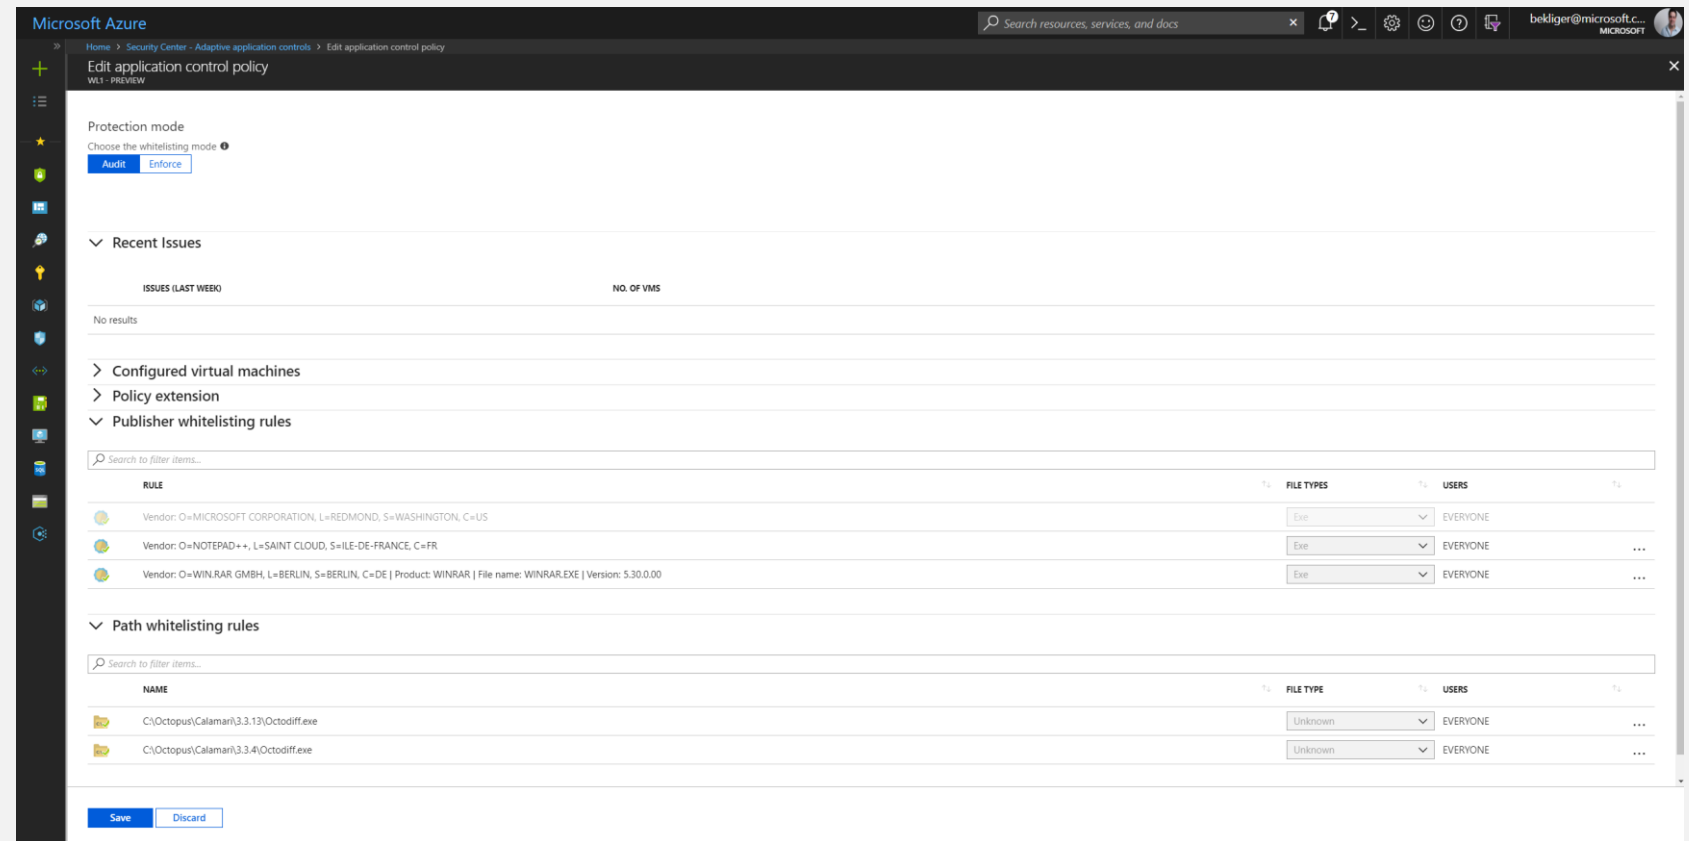 Microsoft Azure
Search resources, services, and docs
7
bekliger@microsoft.c...
MICROSOFT
Home > Security Center - Adaptive application controls > Edit application control policy
Edit application control policy
WL1 - PREVIEW
Protection mode
Choose the whitelisting mode
Audit Enforce
Recent Issues
ISSUES (LAST WEEK) NO. OF VMS
No results
Configured virtual machines
Policy extension
Publisher whitelisting rules
Search to filter items...
RULE FILE TYPES USERS
Vendor: O=MICROSOFT CORPORATION, L=REDMOND, S=WASHINGTON, C=US Exe EVERYONE
Vendor: O=NOTEPAD++, L=SAINT CLOUD, S=ILE-DE-FRANCE, C=FR Exe EVERYONE ...
Vendor: O=WIN.RAR GMBH, L=BERLIN, S=BERLIN, C=DE | Product: WINRAR | File name: WINRAR.EXE | Version: 5.30.0.00 Exe EVERYONE ...
Path whitelisting rules
Search to filter items...
NAME FILE TYPE USERS
C:\Octopus\Calamari\3.3.13\Octodiff.exe Unknown EVERYONE ...
C:\Octopus\Calamari\3.3.4\Octodiff.exe Unknown EVERYONE ...
Save Discard